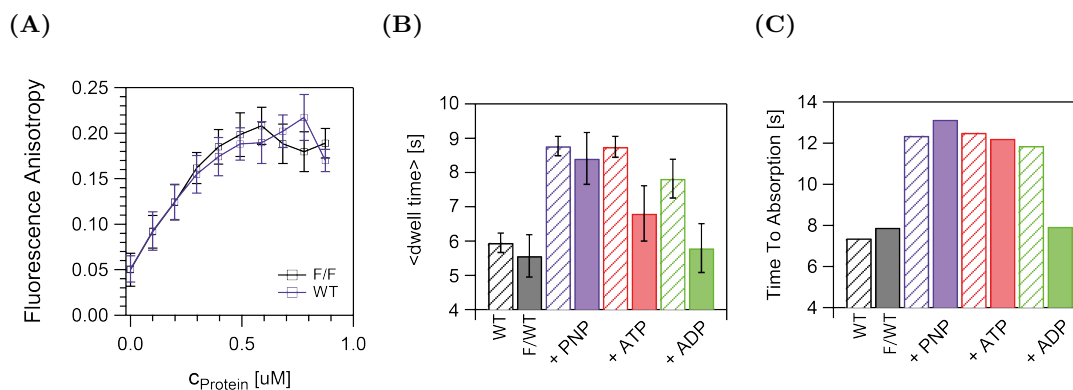 (A)
(B)
(C)
Fluorescence Anisotropy
0.25
0.20
0.15
0.10
0.05
0.00
F/F
WT
0.0
0.5
1.0
cProtein [uM]
<dwell time> [s]
10
9
8
7
6
5
4
WT
F/WT
+ PNP
+ ATP
+ ADP
Time To Absorption [s]
14
12
10
8
6
4
WT
F/WT
+ PNP
+ ATP
+ ADP